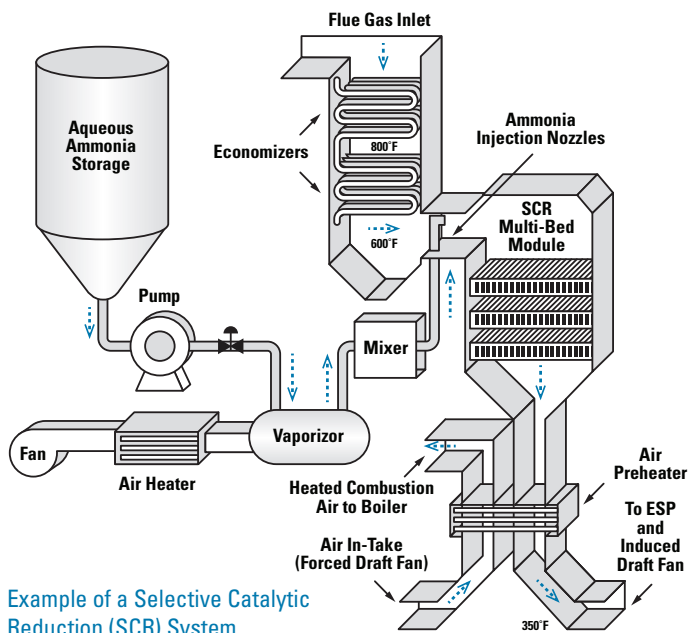 Flue Gas Inlet
Aqueous
Ammonia
Storage
Economizers
800°F
600°F
Ammonia
Injection Nozzles
SCR
Multi-Bed
Module
Pump
Mixer
Vaporizor
Fan
Air Heater
Heated Combustion
Air to Boiler
Air
Preheater
Air In-Take
(Forced Draft Fan)
To ESP
and
Induced
Draft Fan
350°F
Example of a Selective Catalytic
Reduction (SCR) System